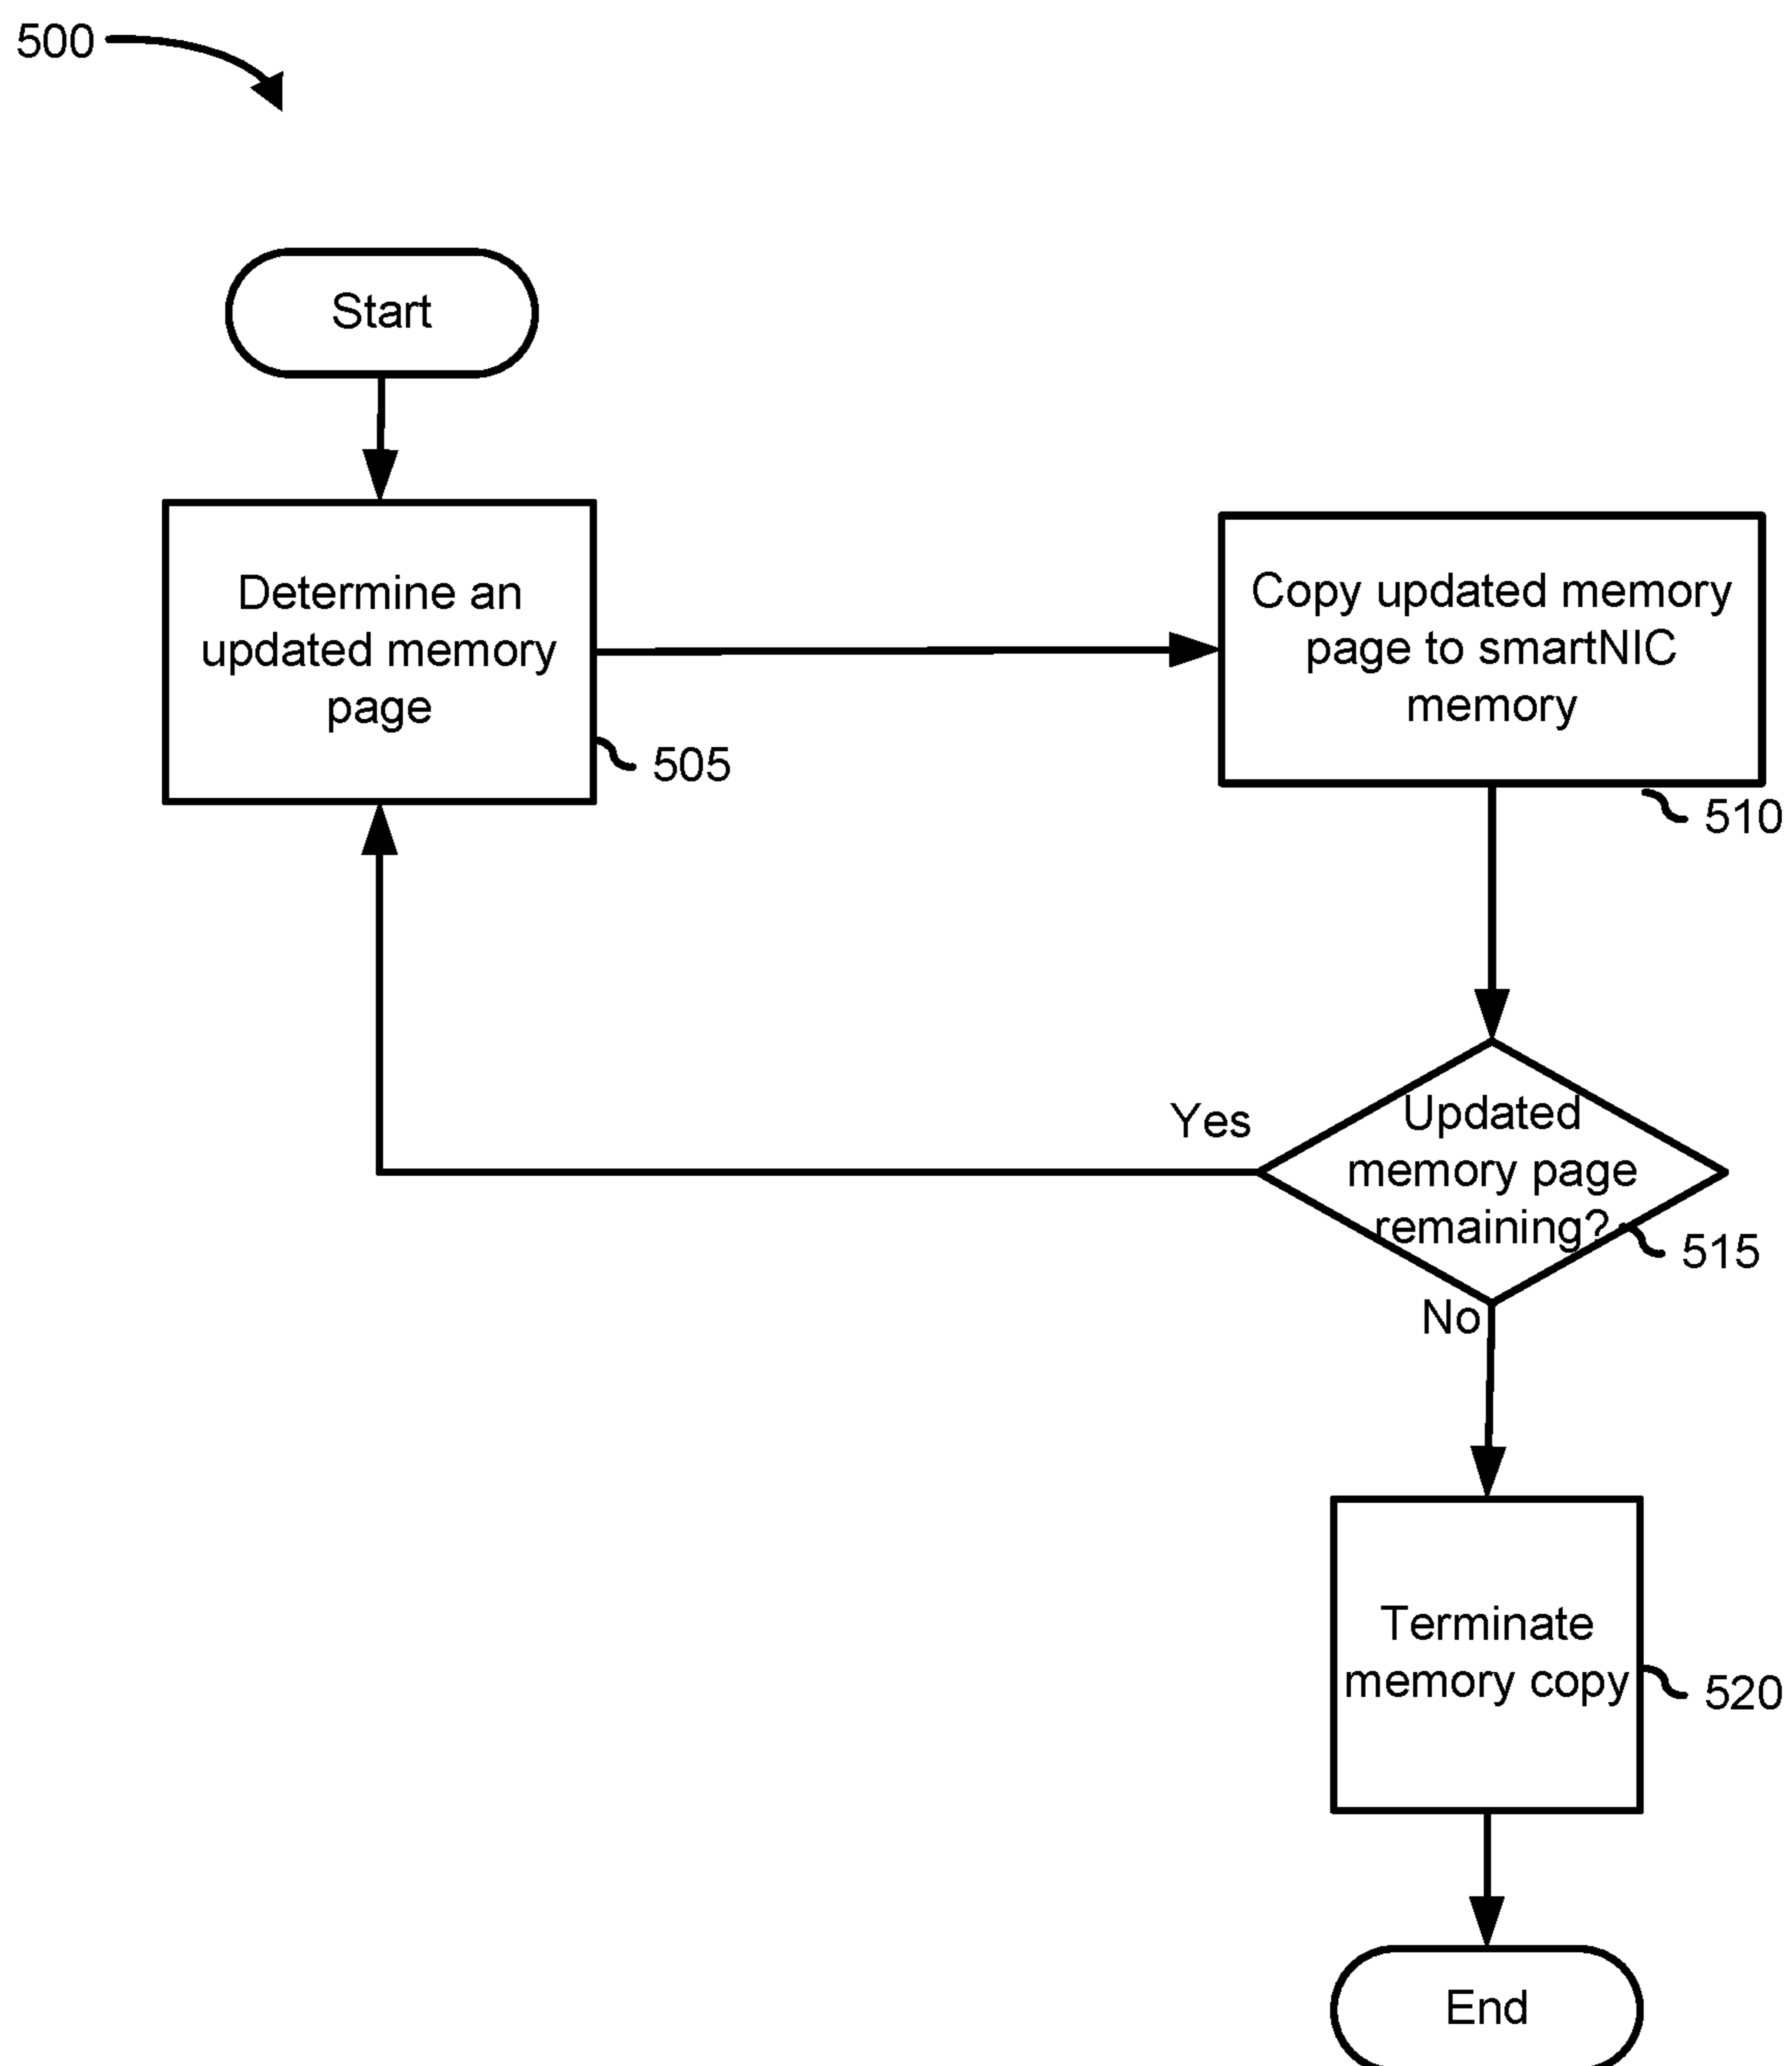 500
Start
Determine an
updated memory
page
505
Copy updated memory
page to smartNIC
memory
510
Yes
Updated
memory page
remaining?
515
No
Terminate
memory copy
520
End